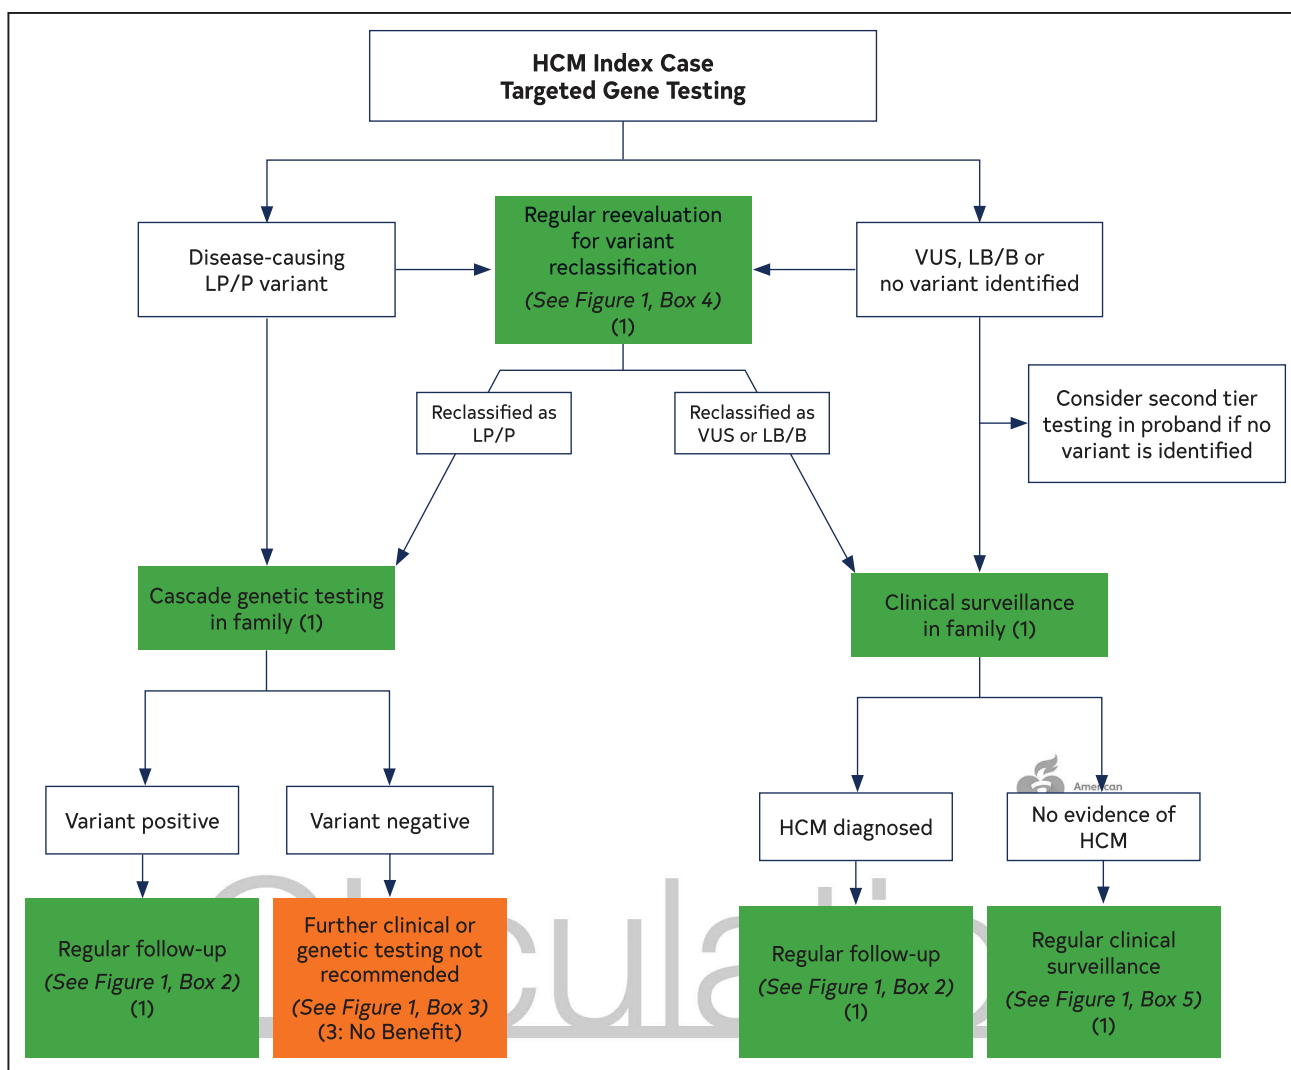 HCM Index Case
Targeted Gene Testing
Disease-causing
LP/P variant
Regular reevaluation
for variant
reclassification
(See Figure 1, Box 4)
(1)
VUS, LB/B or
no variant identified
Reclassified as
LP/P
Reclassified as
VUS or LB/B
Consider second tier
testing in proband if no
variant is identified
Cascade genetic testing
in family (1)
Clinical surveillance
in family (1)
American
Variant positive
Variant negative
HCM diagnosed
No evidence of
HCM
Regular follow-up
(See Figure 1, Box 2)
(1)
Further clinical or
genetic testing not
recommended
(See Figure 1, Box 3)
(3: No Benefit)
Regular follow-up
(See Figure 1, Box 2)
(1)
Regular clinical
surveillance
(See Figure 1, Box 5)
(1)